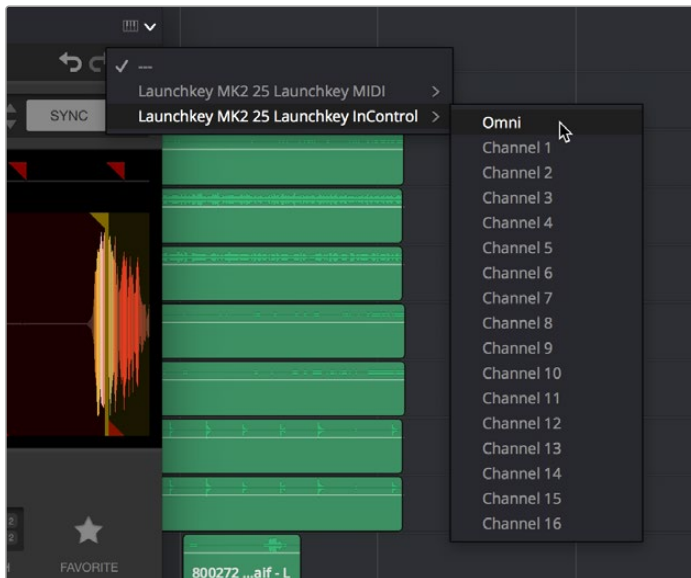 ---
Launchkey MK2 25 Launchkey MIDI
SYNC
Launchkey MK2 25 Launchkey InControl
Omni
Channel 1
Channel 2
Channel 3
Channel 4
Channel 5
Channel 6
Channel 7
Channel 8
Channel 9
Channel 10
Channel 11
Channel 12
Channel 13
Channel 14
Channel 15
Channel 16
FAVORITE
800272 ...aif - L